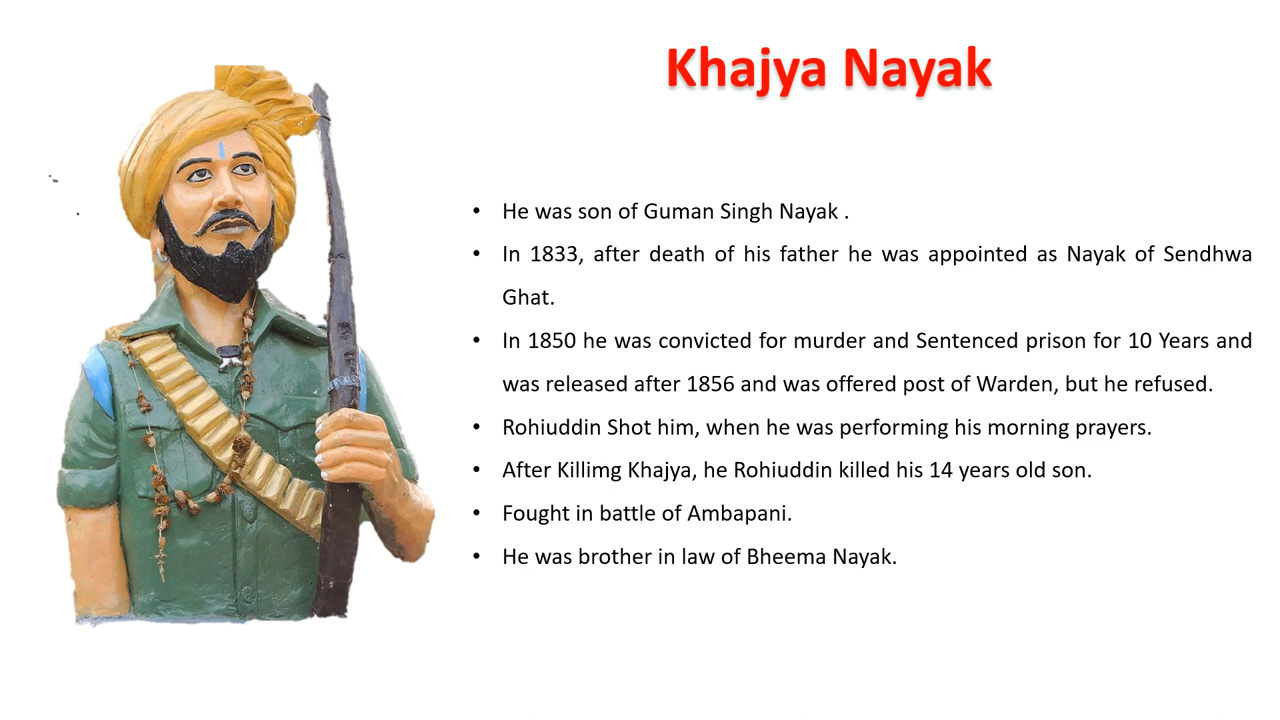 Khajya Nayak
• He was son of Guman Singh Nayak .
• In 1833, after death of his father he was appointed as Nayak of Sendhwa
Ghat.
• In 1850 he was convicted for murder and Sentenced prison for 10 Years and
was released after 1856 and was offered post of Warden, but he refused.
• Rohiuddin Shot him, when he was performing his morning prayers.
• After Killimg Khajya, he Rohiuddin killed his 14 years old son.
• Fought in battle of Ambapani.
• He was brother in law of Bheema Nayak.